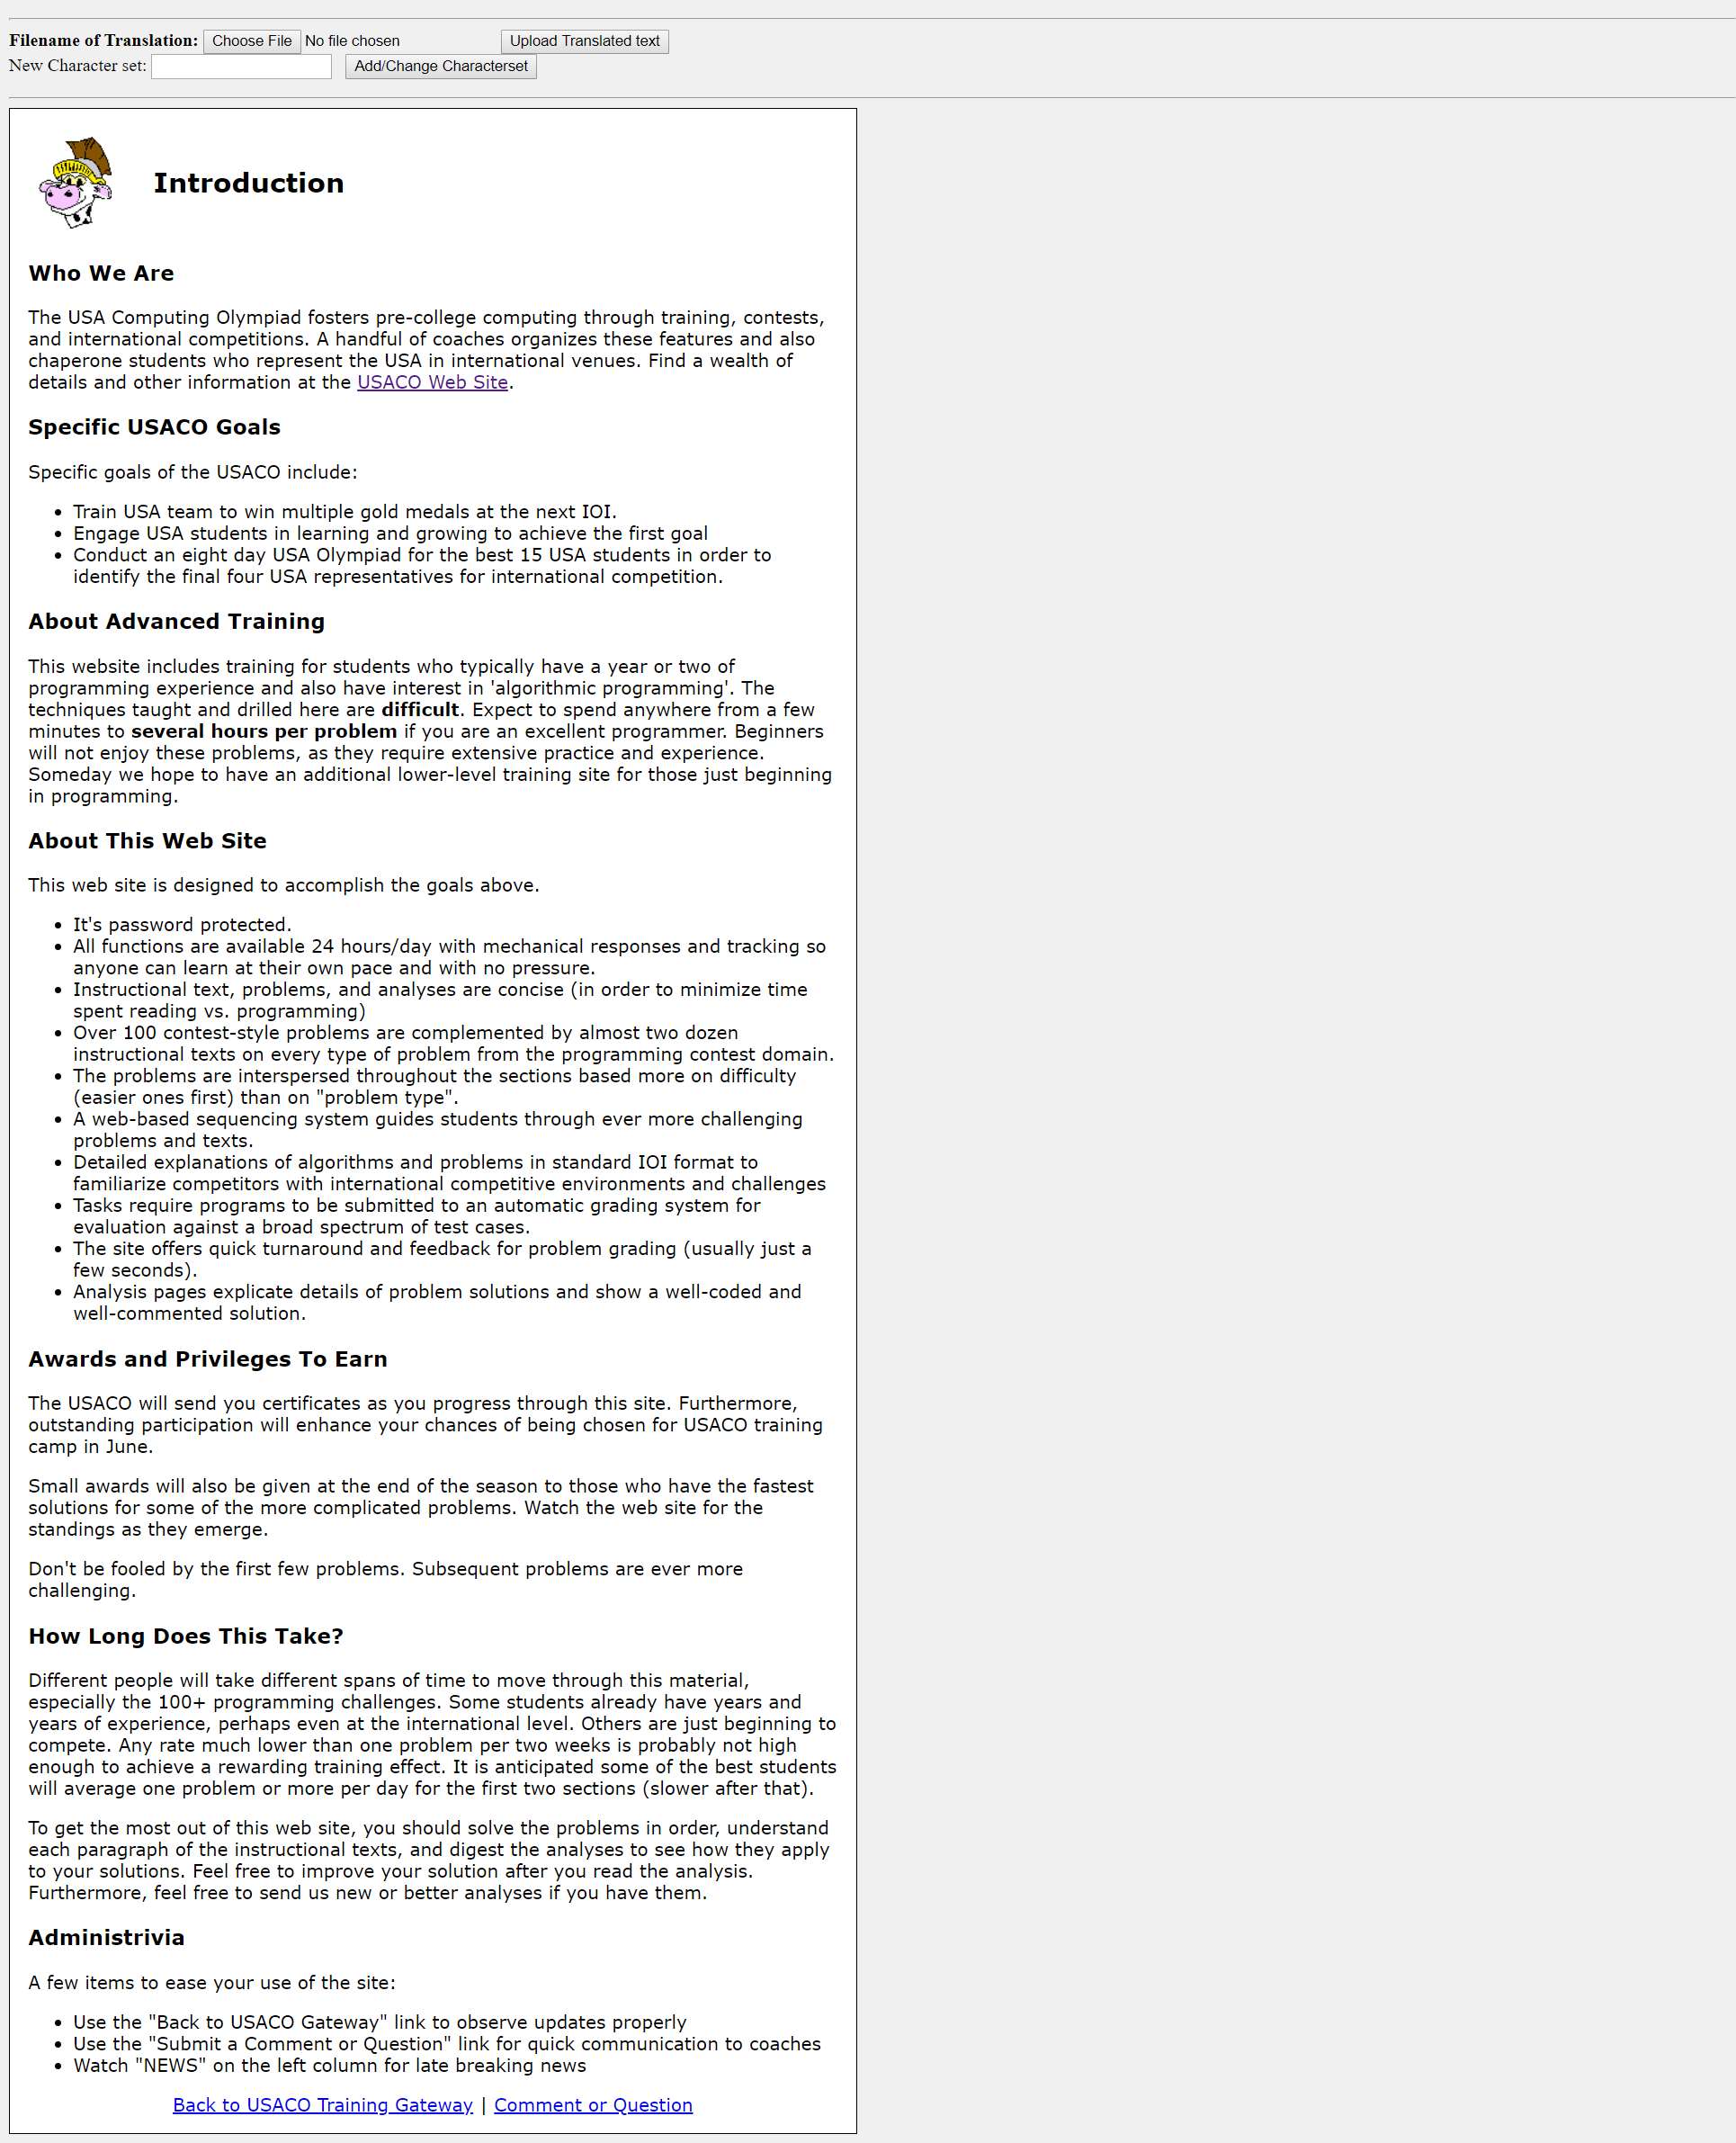 Filename of Translation: Choose File No file chosen Upload Translated text
New Character set: Add/Change Characterset
Introduction
Who We Are
The USA Computing Olympiad fosters pre-college computing through training, contests,
and international competitions. A handful of coaches organizes these features and also
chaperone students who represent the USA in international venues. Find a wealth of
details and other information at the USACO Web Site.
Specific USACO Goals
Specific goals of the USACO include:
• Train USA team to win multiple gold medals at the next IOI.
• Engage USA students in learning and growing to achieve the first goal
• Conduct an eight day USA Olympiad for the best 15 USA students in order to
identify the final four USA representatives for international competition.
About Advanced Training
This website includes training for students who typically have a year or two of
programming experience and also have interest in 'algorithmic programming'. The
techniques taught and drilled here are difficult. Expect to spend anywhere from a few
minutes to several hours per problem if you are an excellent programmer. Beginners
will not enjoy these problems, as they require extensive practice and experience.
Someday we hope to have an additional lower-level training site for those just beginning
in programming.
About This Web Site
This web site is designed to accomplish the goals above.
• It's password protected.
• All functions are available 24 hours/day with mechanical responses and tracking so
anyone can learn at their own pace and with no pressure.
• Instructional text, problems, and analyses are concise (in order to minimize time
spent reading vs. programming)
• Over 100 contest-style problems are complemented by almost two dozen
instructional texts on every type of problem from the programming contest domain.
• The problems are interspersed throughout the sections based more on difficulty
(easier ones first) than on "problem type".
• A web-based sequencing system guides students through ever more challenging
problems and texts.
• Detailed explanations of algorithms and problems in standard IOI format to
familiarize competitors with international competitive environments and challenges
• Tasks require programs to be submitted to an automatic grading system for
evaluation against a broad spectrum of test cases.
• The site offers quick turnaround and feedback for problem grading (usually just a
few seconds).
• Analysis pages explicate details of problem solutions and show a well-coded and
well-commented solution.
Awards and Privileges To Earn
The USACO will send you certificates as you progress through this site. Furthermore,
outstanding participation will enhance your chances of being chosen for USACO training
camp in June.
Small awards will also be given at the end of the season to those who have the fastest
solutions for some of the more complicated problems. Watch the web site for the
standings as they emerge.
Don't be fooled by the first few problems. Subsequent problems are ever more
challenging.
How Long Does This Take?
Different people will take different spans of time to move through this material,
especially the 100+ programming challenges. Some students already have years and
years of experience, perhaps even at the international level. Others are just beginning to
compete. Any rate much lower than one problem per two weeks is probably not high
enough to achieve a rewarding training effect. It is anticipated some of the best students
will average one problem or more per day for the first two sections (slower after that).
To get the most out of this web site, you should solve the problems in order, understand
each paragraph of the instructional texts, and digest the analyses to see how they apply
to your solutions. Feel free to improve your solution after you read the analysis.
Furthermore, feel free to send us new or better analyses if you have them.
Administrivia
A few items to ease your use of the site:
• Use the "Back to USACO Gateway" link to observe updates properly
• Use the "Submit a Comment or Question" link for quick communication to coaches
• Watch "NEWS" on the left column for late breaking news
Back to USACO Training Gateway | Comment or Question